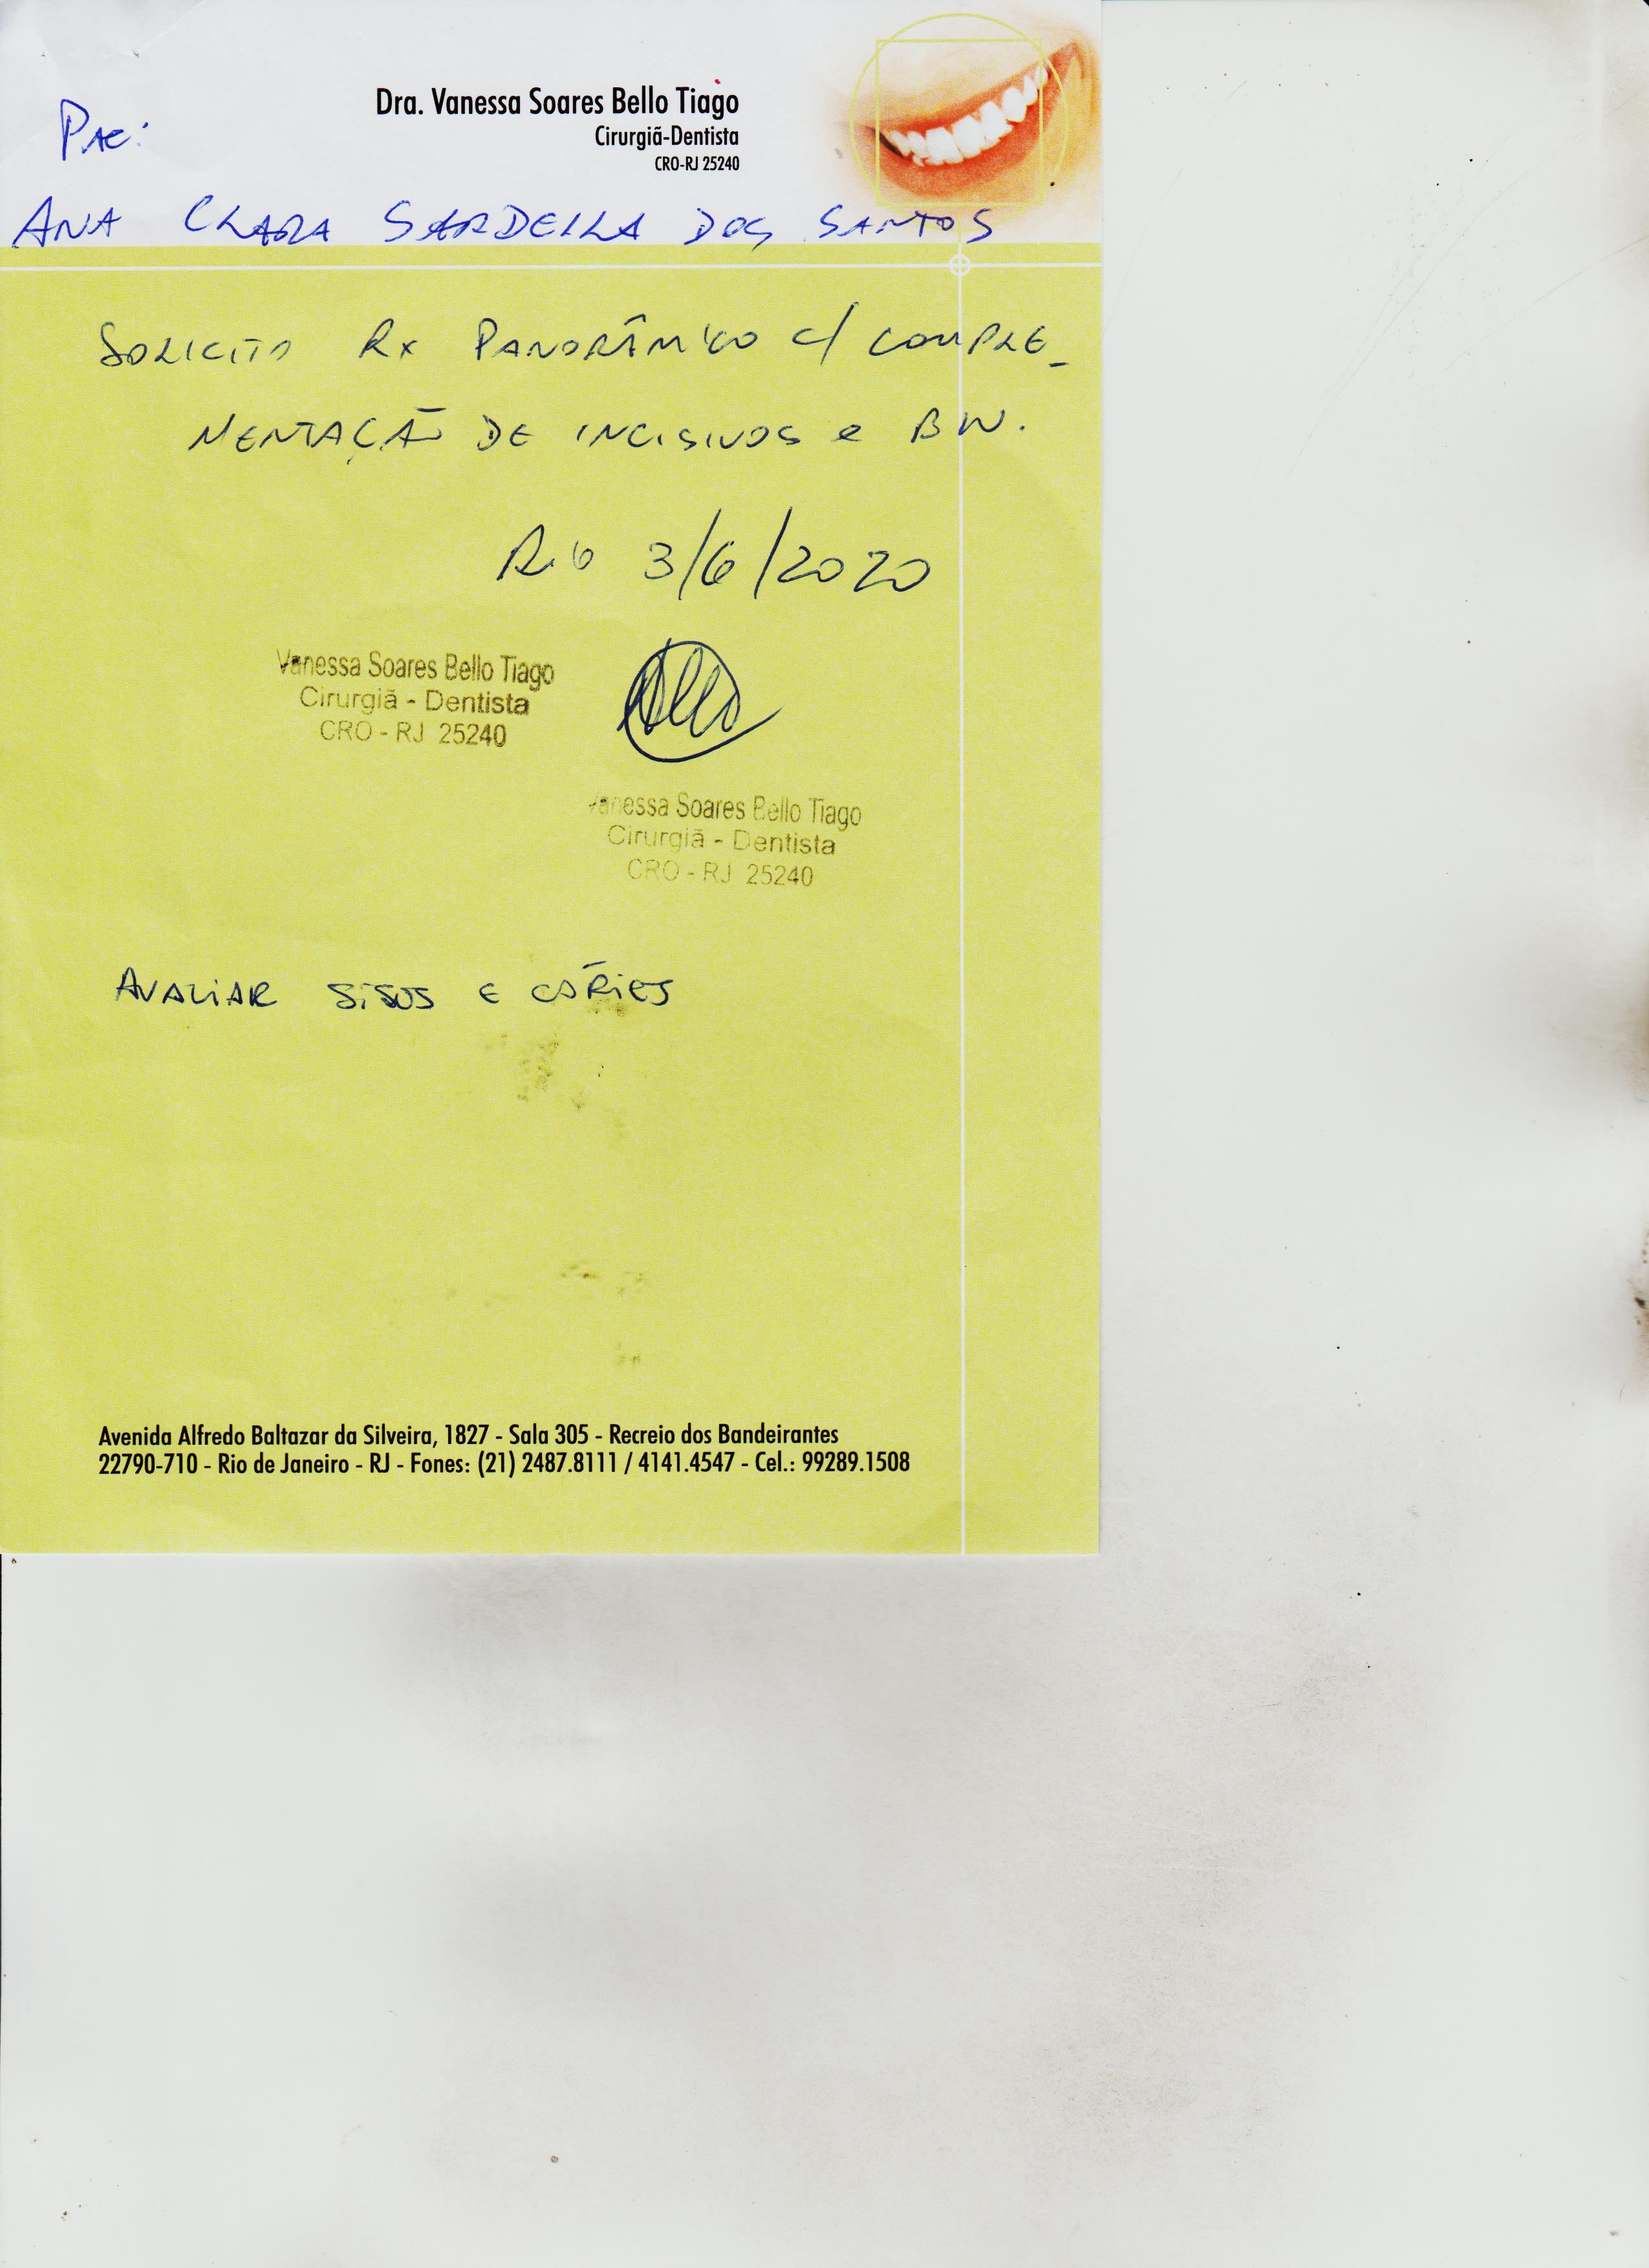 Dra. Vanessa Soares Bello Tiago
Cirurgiã-Dentista
CRO-RJ 25240
PAC:
ANA CLARA SARDELLA DOS SANTOS
SOLICITO RX PANORÂMICO C/ COMPLE-
MENTAÇÃO DE INCISIVOS e BW.
Rio 3/6/2020
Vanessa Soares Bello Tiago
Cirurgiã - Dentista
CRO - RJ 25240
Vanessa Soares Bello Tiago
Cirurgiã - Dentista
CRO - RJ 25240
AVALIAR SISOS E CÁRIES
Avenida Alfredo Baltazar da Silveira, 1827 - Sala 305 - Recreio dos Bandeirantes
22790-710 - Rio de Janeiro - RJ - Fones: (21) 2487.8111 / 4141.4547 - Cel.: 99289.1508